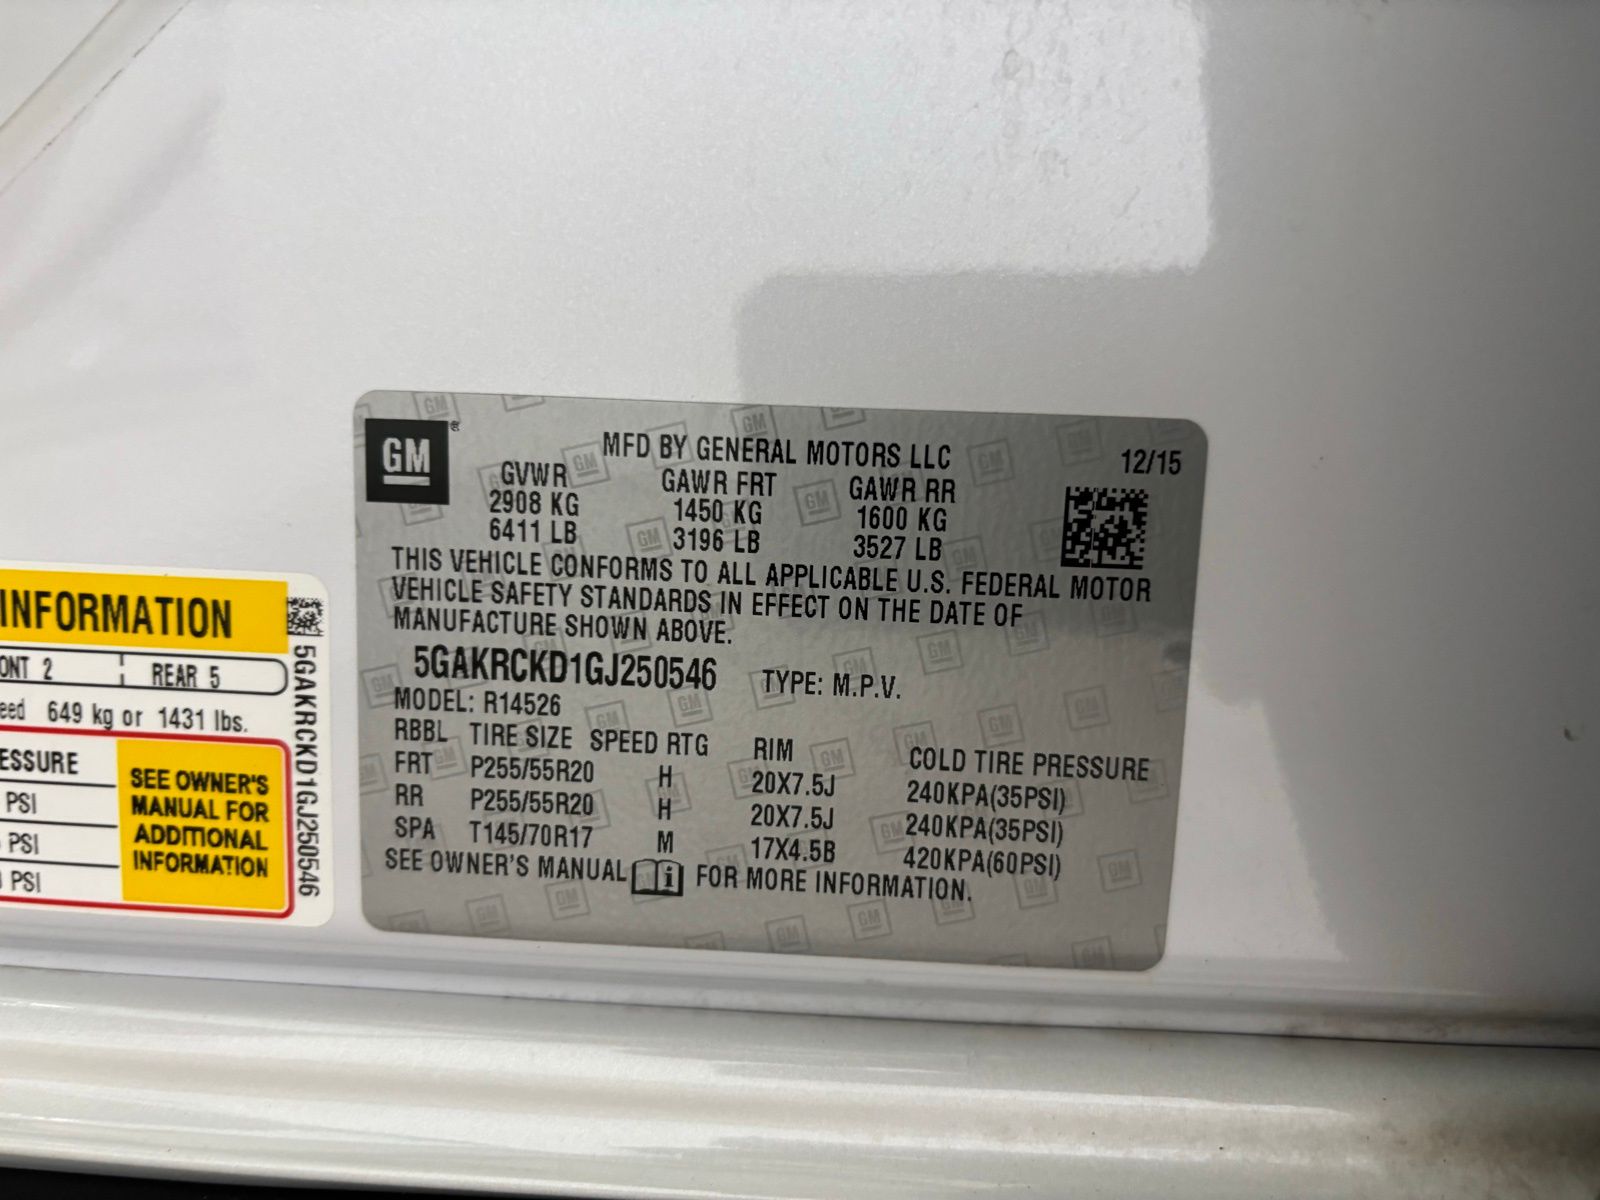 GM
MFD BY GENERAL MOTORS LLC 12/15
GVWR GAWR FRT GAWR RR
2908 KG 1450 KG 1600 KG
6411 LB 3196 LB 3527 LB
THIS VEHICLE CONFORMS TO ALL APPLICABLE U.S. FEDERAL MOTOR
VEHICLE SAFETY STANDARDS IN EFFECT ON THE DATE OF
MANUFACTURE SHOWN ABOVE.
5GAKRCKD1GJ250546 TYPE: M.P.V.
MODEL: R14526
RBBL TIRE SIZE SPEED RTG RIM COLD TIRE PRESSURE
FRT P255/55R20 H 20X7.5J 240KPA(35PSI)
RR P255/55R20 H 20X7.5J 240KPA(35PSI)
SPA T145/70R17 M 17X4.5B 420KPA(60PSI)
SEE OWNER'S MANUAL FOR MORE INFORMATION.
INFORMATION
ONT 2 REAR 5
eed 649 kg or 1431 lbs.
ESSURE
PSI
PSI
PSI
SEE OWNER'S
MANUAL FOR
ADDITIONAL
INFORMATION
5GAKRCKD1GJ250546